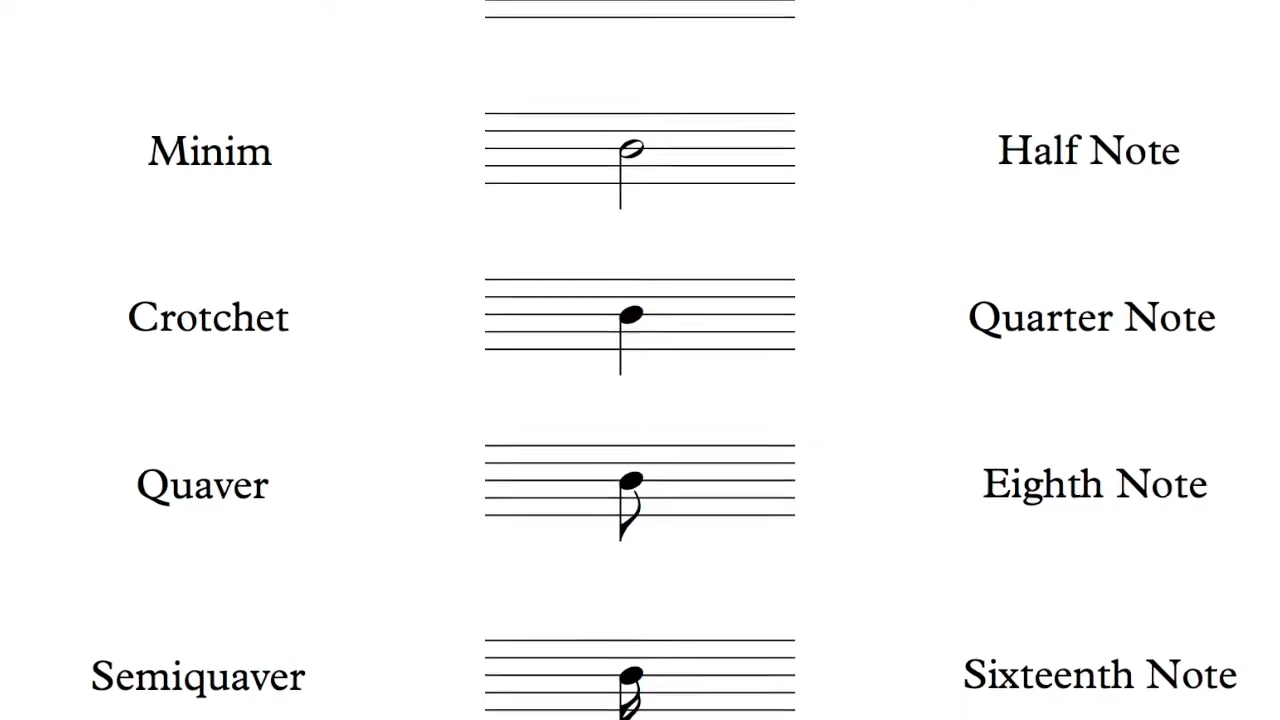 Minim Half Note
Crotchet Quarter Note
Quaver Eighth Note
Semiquaver Sixteenth Note